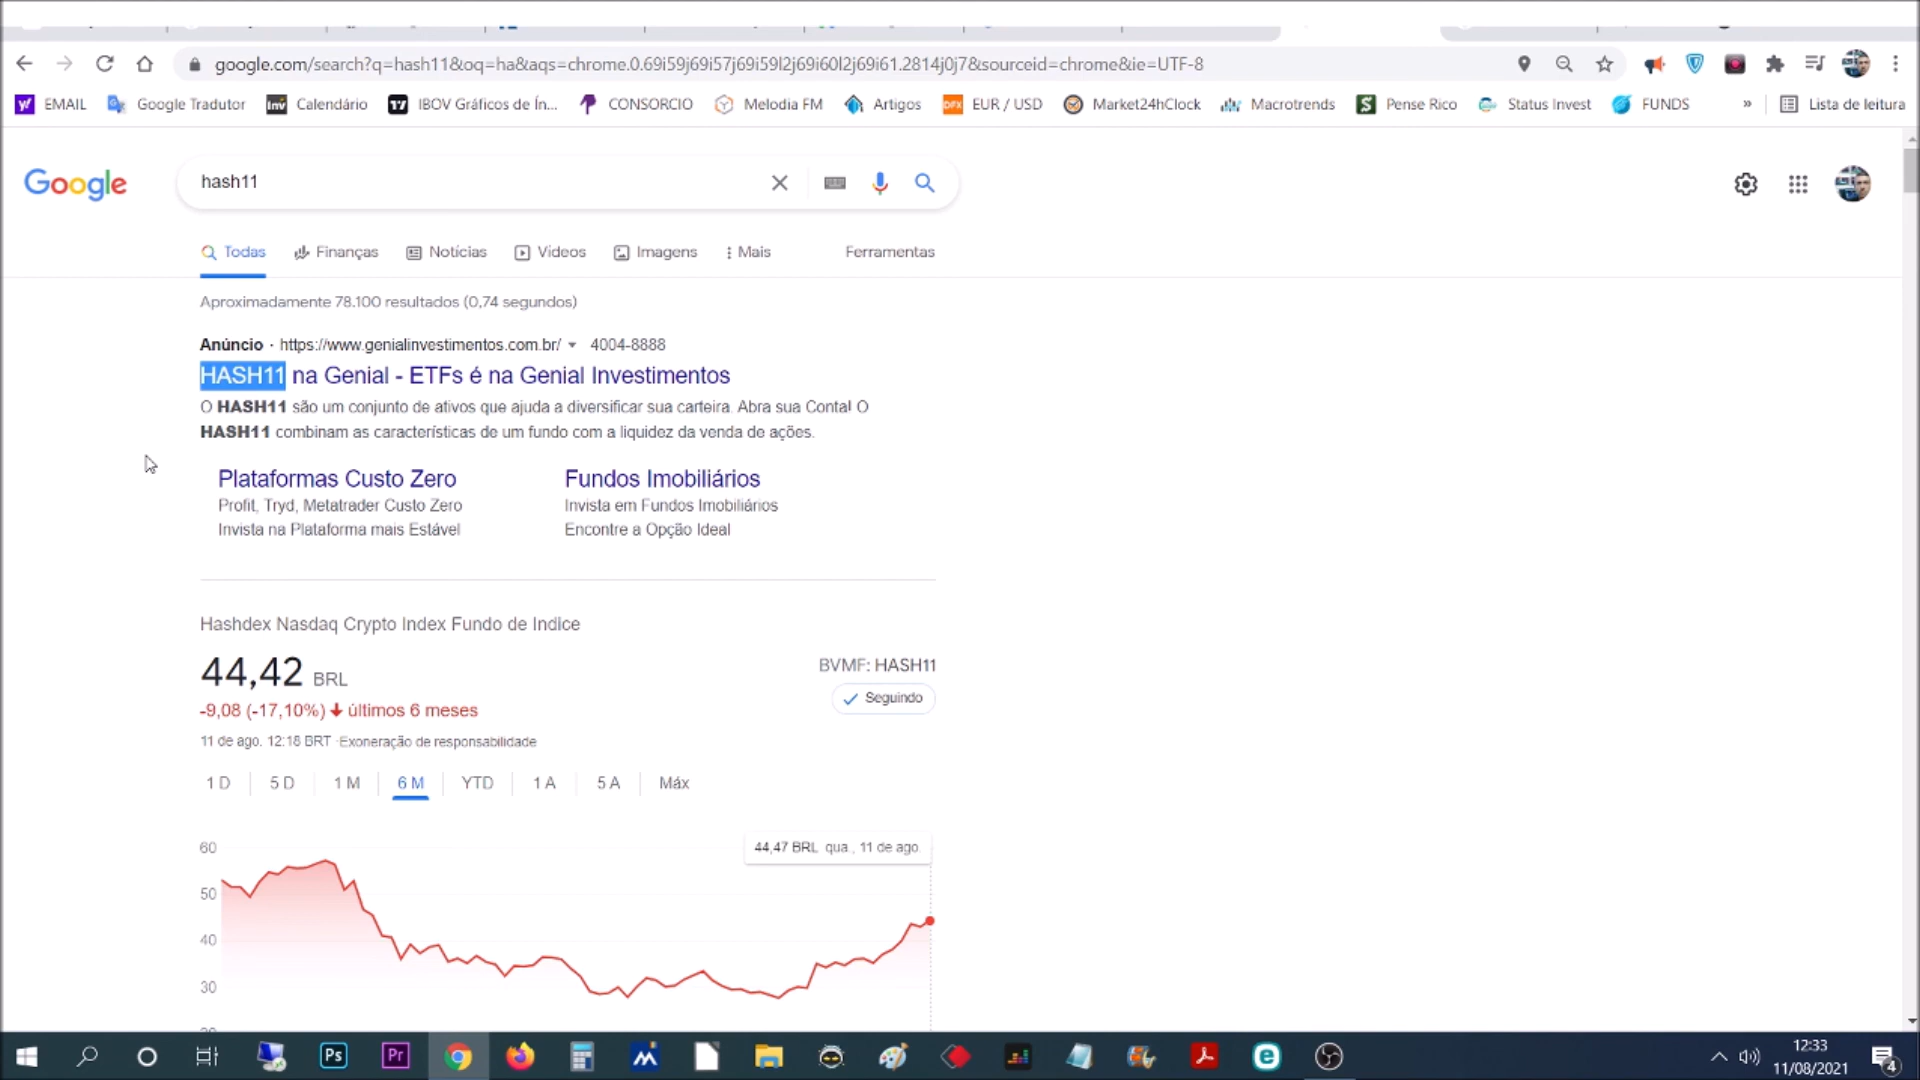 google.com/search?q=hash11&oq=ha&aqs=chrome.0.69i59j69i57j69i59l2j69i60l2j69i61.2814j0j7&sourceid=chrome&ie=UTF-8
EMAIL Google Tradutor Calendário IBOV Gráficos de Ín... CONSORCIO Melodia FM Artigos EUR / USD Market24hClock Macrotrends Pense Rico Status Invest FUNDS » Lista de leitura
Google hash11
Todas Finanças Notícias Vídeos Imagens Mais Ferramentas
Aproximadamente 78.100 resultados (0,74 segundos)
Anúncio · https://www.genialinvestimentos.com.br/ 4004-8888
HASH11 na Genial - ETFs é na Genial Investimentos
O HASH11 são um conjunto de ativos que ajuda a diversificar sua carteira. Abra sua Conta! O
HASH11 combinam as características de um fundo com a liquidez da venda de ações.
Plataformas Custo Zero
Profit, Tryd, Metatrader Custo Zero
Invista na Plataforma mais Estável
Fundos Imobiliários
Invista em Fundos Imobiliários
Encontre a Opção Ideal
Hashdex Nasdaq Crypto Index Fundo de Indice
44,42 BRL
BVMF: HASH11
Seguindo
-9,08 (-17,10%) últimos 6 meses
11 de ago. 12:18 BRT · Exoneração de responsabilidade
1 D 5 D 1 M 6 M YTD 1 A 5 A Máx
44,47 BRL qua., 11 de ago.
60
50
40
30
Ps Pr
12:33
11/08/2021
4